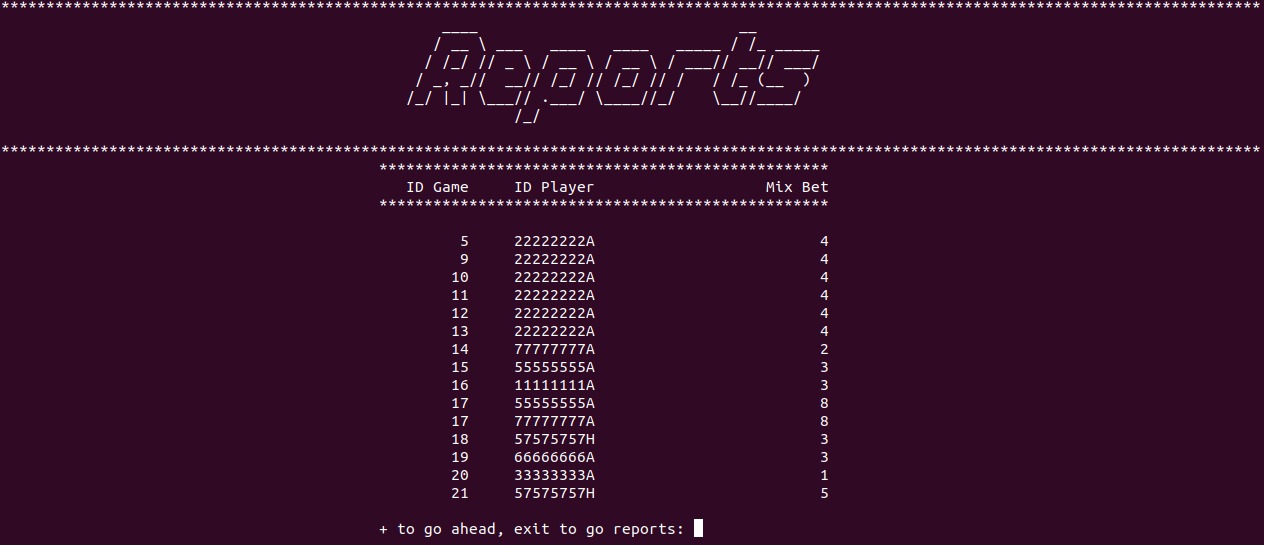 ****************************************************************************************************************************************************
Reports
****************************************************************************************************************************************************
**************************************************
ID Game ID Player Mix Bet
**************************************************
5 22222222A 4
9 22222222A 4
10 22222222A 4
11 22222222A 4
12 22222222A 4
13 22222222A 4
14 77777777A 2
15 55555555A 3
16 11111111A 3
17 55555555A 8
17 77777777A 8
18 57575757H 3
19 66666666A 3
20 33333333A 1
21 57575757H 5
+ to go ahead, exit to go reports: